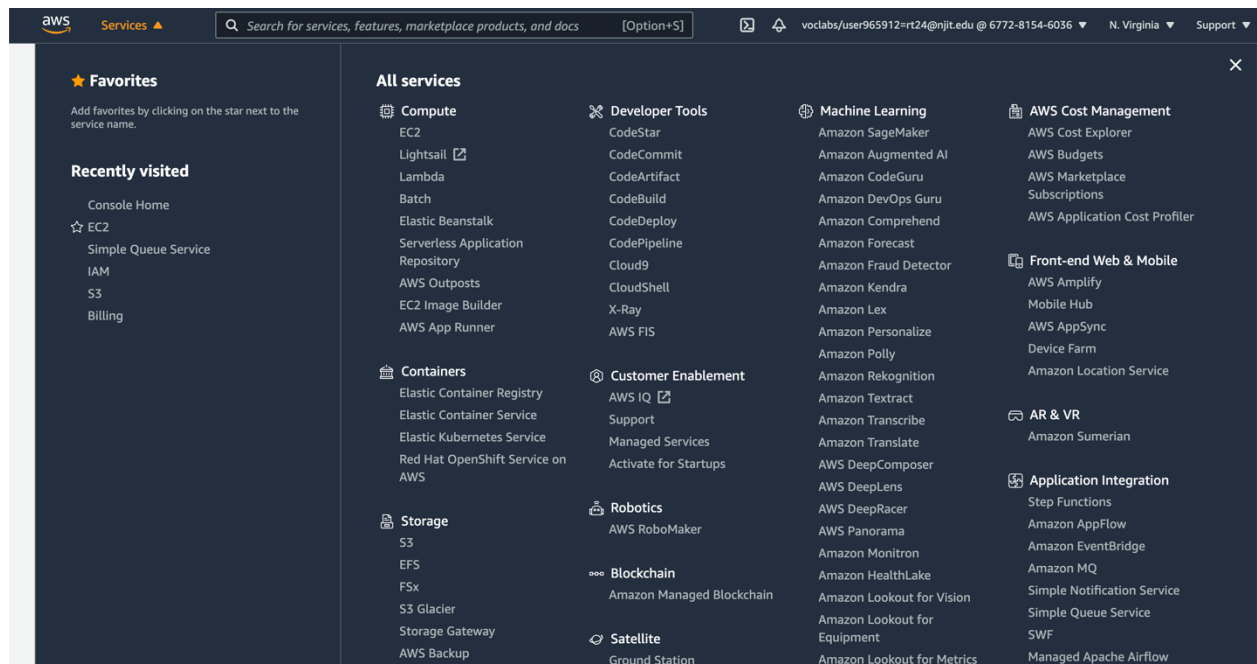 aws
Services ▲
Search for services, features, marketplace products, and docs [Option+S]
voclabs/user965912=rt24@njit.edu @ 6772-8154-6036 ▼
N. Virginia ▼
Support ▼
Favorites
Add favorites by clicking on the star next to the
service name.
Recently visited
Console Home
EC2
Simple Queue Service
IAM
S3
Billing
All services
Compute
EC2
Lightsail
Lambda
Batch
Elastic Beanstalk
Serverless Application
Repository
AWS Outposts
EC2 Image Builder
AWS App Runner
Containers
Elastic Container Registry
Elastic Container Service
Elastic Kubernetes Service
Red Hat OpenShift Service on
AWS
Storage
S3
EFS
FSx
S3 Glacier
Storage Gateway
AWS Backup
Developer Tools
CodeStar
CodeCommit
CodeArtifact
CodeBuild
CodeDeploy
CodePipeline
Cloud9
CloudShell
X-Ray
AWS FIS
Customer Enablement
AWS IQ
Support
Managed Services
Activate for Startups
Robotics
AWS RoboMaker
Blockchain
Amazon Managed Blockchain
Satellite
Ground Station
Machine Learning
Amazon SageMaker
Amazon Augmented AI
Amazon CodeGuru
Amazon DevOps Guru
Amazon Comprehend
Amazon Forecast
Amazon Fraud Detector
Amazon Kendra
Amazon Lex
Amazon Personalize
Amazon Polly
Amazon Rekognition
Amazon Textract
Amazon Transcribe
Amazon Translate
AWS DeepComposer
AWS DeepLens
AWS DeepRacer
AWS Panorama
Amazon Monitron
Amazon HealthLake
Amazon Lookout for Vision
Amazon Lookout for
Equipment
Amazon Lookout for Metrics
AWS Cost Management
AWS Cost Explorer
AWS Budgets
AWS Marketplace
Subscriptions
AWS Application Cost Profiler
Front-end Web & Mobile
AWS Amplify
Mobile Hub
AWS AppSync
Device Farm
Amazon Location Service
AR & VR
Amazon Sumerian
Application Integration
Step Functions
Amazon AppFlow
Amazon EventBridge
Amazon MQ
Simple Notification Service
Simple Queue Service
SWF
Managed Apache Airflow